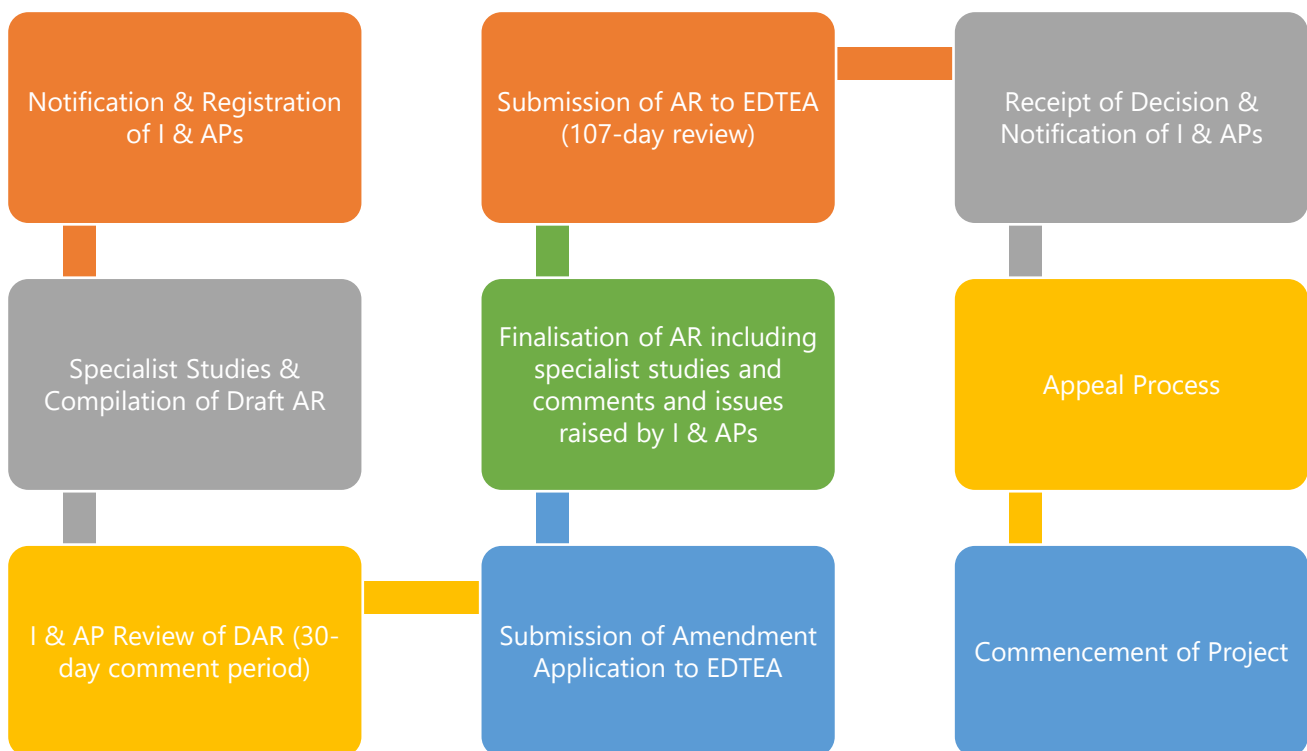 Notification & Registration
of I & APs
Specialist Studies &
Compilation of Draft AR
I & AP Review of DAR (30-
day comment period)
Submission of Amendment
Application to EDTEA
Finalisation of AR including
specialist studies and
comments and issues
raised by I & APs
Submission of AR to EDTEA
(107-day review)
Receipt of Decision &
Notification of I & APs
Appeal Process
Commencement of Project